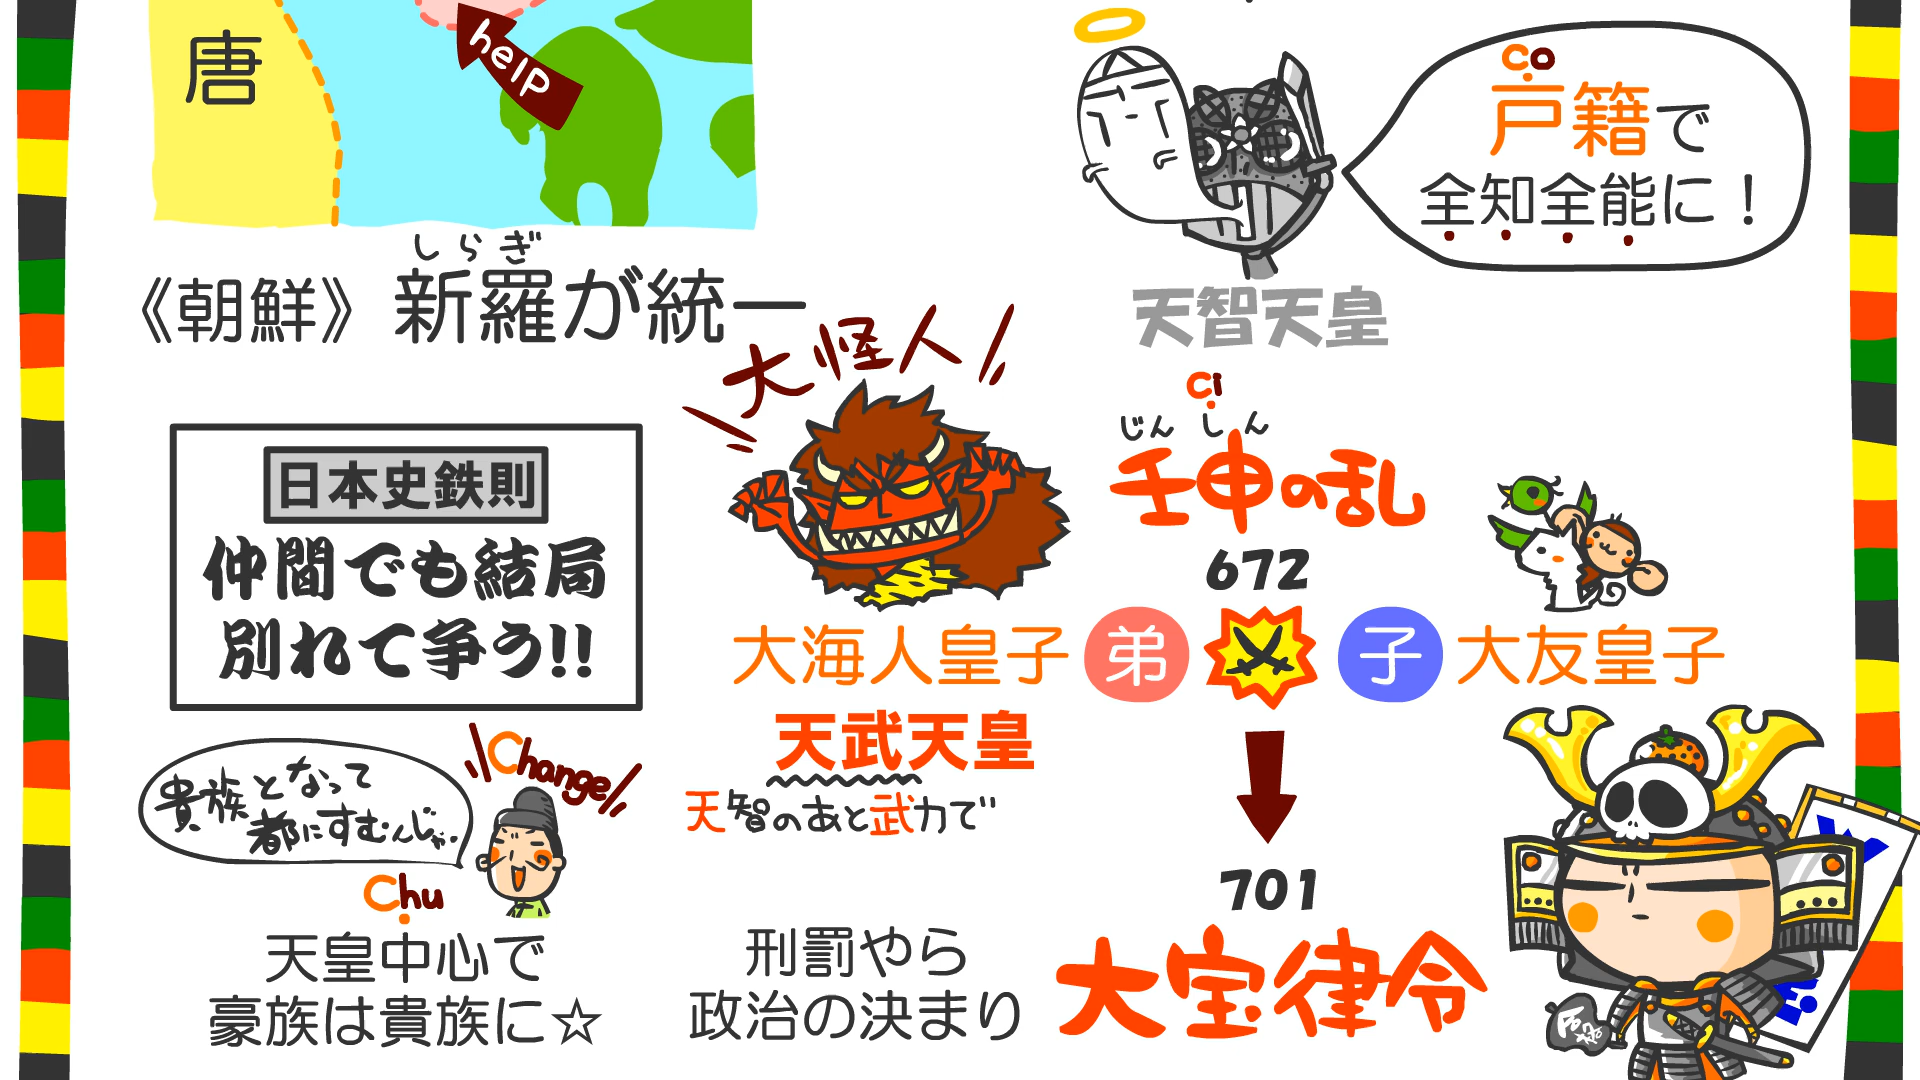 唐
help
しらぎ
《朝鮮》新羅が統一
co
戸籍で
全知全能に！
天智天皇
大怪人
ci
じんしん
壬申の乱
672
大海人皇子 弟 子 大友皇子
天武天皇
天智のあと武力で
日本史鉄則
仲間でも結局
別れて争う!!
貴族となって
都にすむんじゃ。
Change
Chu
天皇中心で
豪族は貴族に☆
刑罰やら
政治の決まり
701
大宝律令